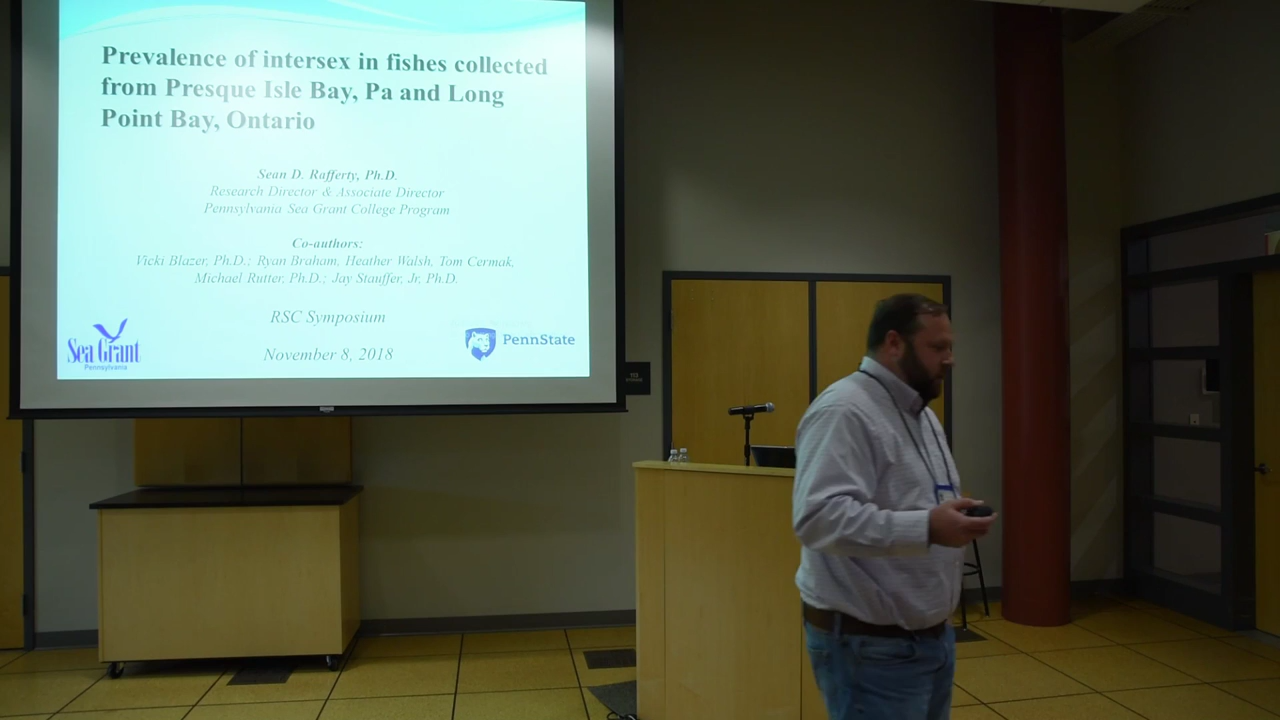 Prevalence of intersex in fishes collected
from Presque Isle Bay, Pa and Long
Point Bay, Ontario
Sean D. Rafferty, Ph.D.
Research Director & Associate Director
Pennsylvania Sea Grant College Program
Co-authors:
Vicki Blazer, Ph.D.; Ryan Braham, Heather Walsh, Tom Cermak,
Michael Rutter, Ph.D.; Jay Stauffer, Jr, Ph.D.
RSC Symposium
November 8, 2018
Sea Grant
Pennsylvania
PennState